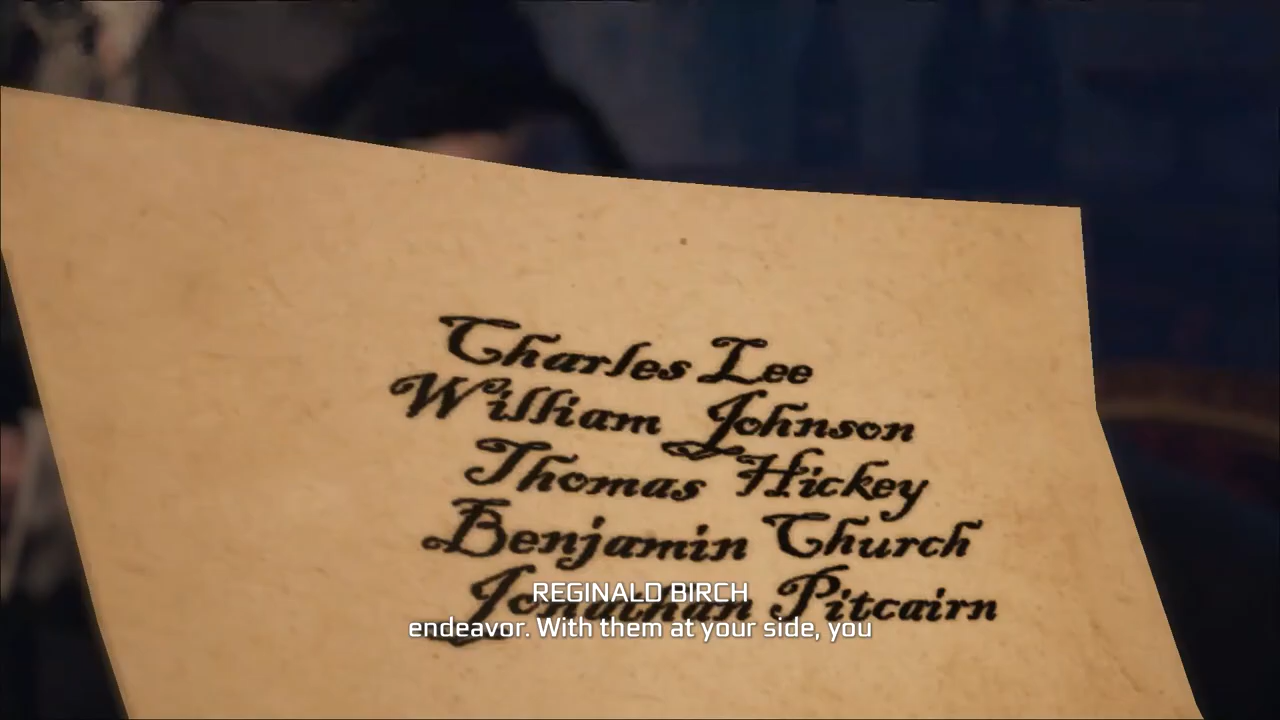 Charles Lee
William Johnson
Thomas Hickey
Benjamin Church
Jonathan Pitcairn
REGINALD BIRCH
endeavor. With them at your side, you